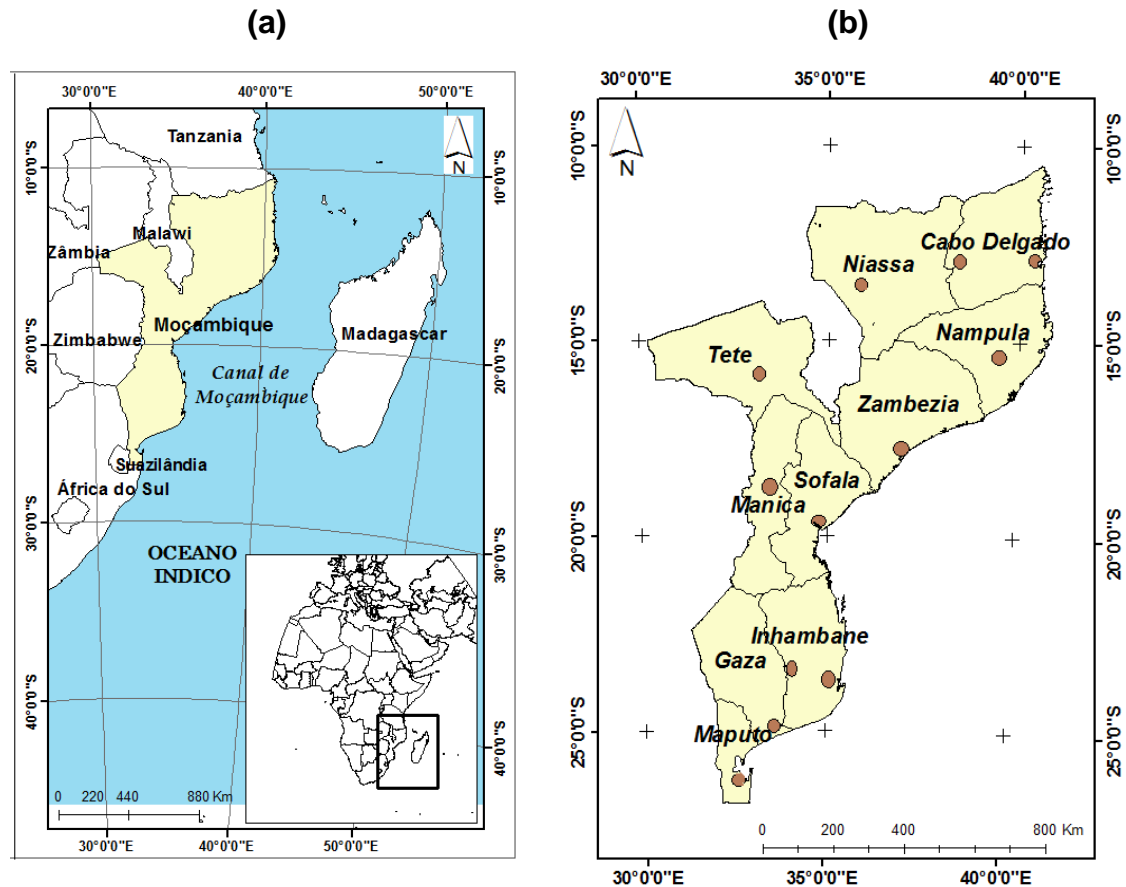 (a)
(b)
30°0'0"E
40°0'0"E
50°0'0"E
Tanzania
N
10°0'0"S
10°0'0"S
Malawi
Zâmbia
Moçambique
Zimbabwe
Madagascar
20°0'0"S
20°0'0"S
Canal de
Moçambique
Suazilândia
África do Sul
30°0'0"S
30°0'0"S
OCEANO
INDICO
40°0'0"S
40°0'0"S
0 220 440 880 Km
30°0'0"E
40°0'0"E
50°0'0"E
30°0'0"E
35°0'0"E
40°0'0"E
N
10°0'0"S
10°0'0"S
Cabo Delgado
Niassa
Nampula
15°0'0"S
15°0'0"S
Tete
Zambezia
Sofala
Manica
20°0'0"S
20°0'0"S
Inhambane
Gaza
Maputo
25°0'0"S
25°0'0"S
0 200 400 800 Km
30°0'0"E
35°0'0"E
40°0'0"E